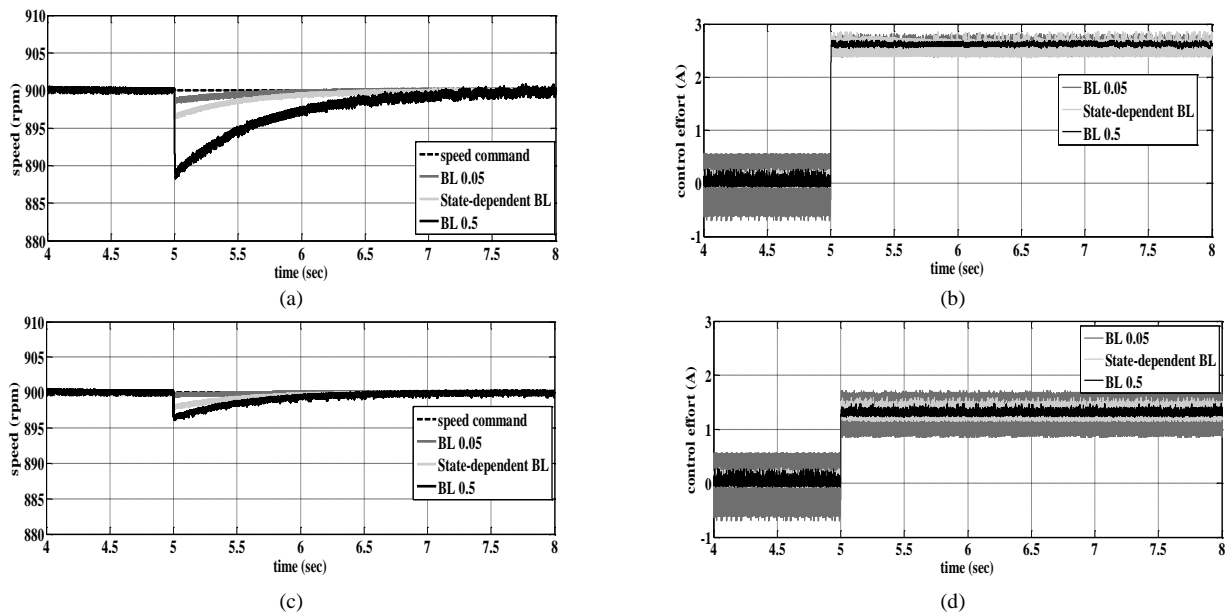 910
905
900
895
890
885
880
speed (rpm)
speed command
BL 0.05
State-dependent BL
BL 0.5
4 4.5 5 5.5 6 6.5 7 7.5 8
time (sec)
(a)
3
2
1
0
-1
control effort (A)
BL 0.05
State-dependent BL
BL 0.5
4 4.5 5 5.5 6 6.5 7 7.5 8
time (sec)
(b)
910
905
900
895
890
885
880
speed (rpm)
speed command
BL 0.05
State-dependent BL
BL 0.5
4 4.5 5 5.5 6 6.5 7 7.5 8
time (sec)
(c)
3
2
1
0
-1
control effort (A)
BL 0.05
State-dependent BL
BL 0.5
4 4.5 5 5.5 6 6.5 7 7.5 8
time (sec)
(d)